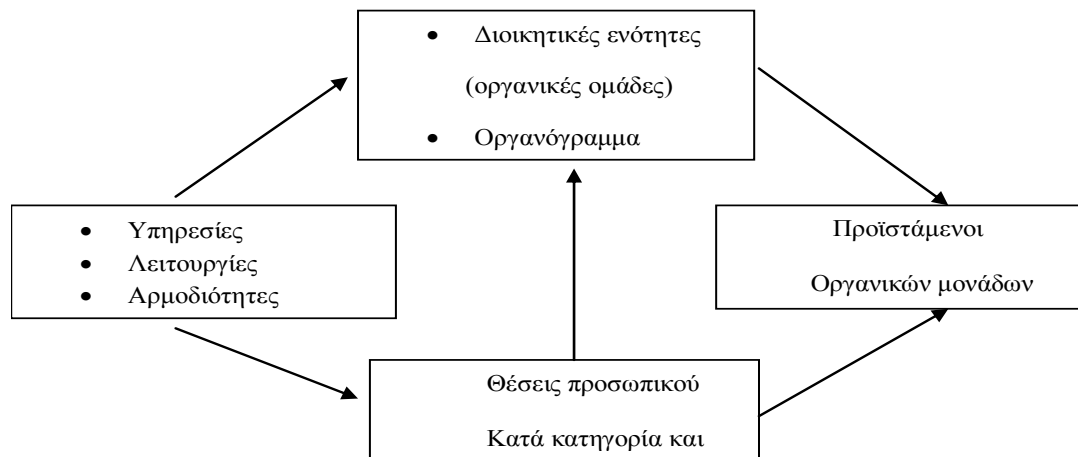 • Διοικητικές ενότητες
(οργανικές ομάδες)
• Οργανόγραμμα
• Υπηρεσίες
• Λειτουργίες
• Αρμοδιότητες
Προϊστάμενοι
Οργανικών μονάδων
Θέσεις προσωπικού
Κατά κατηγορία και